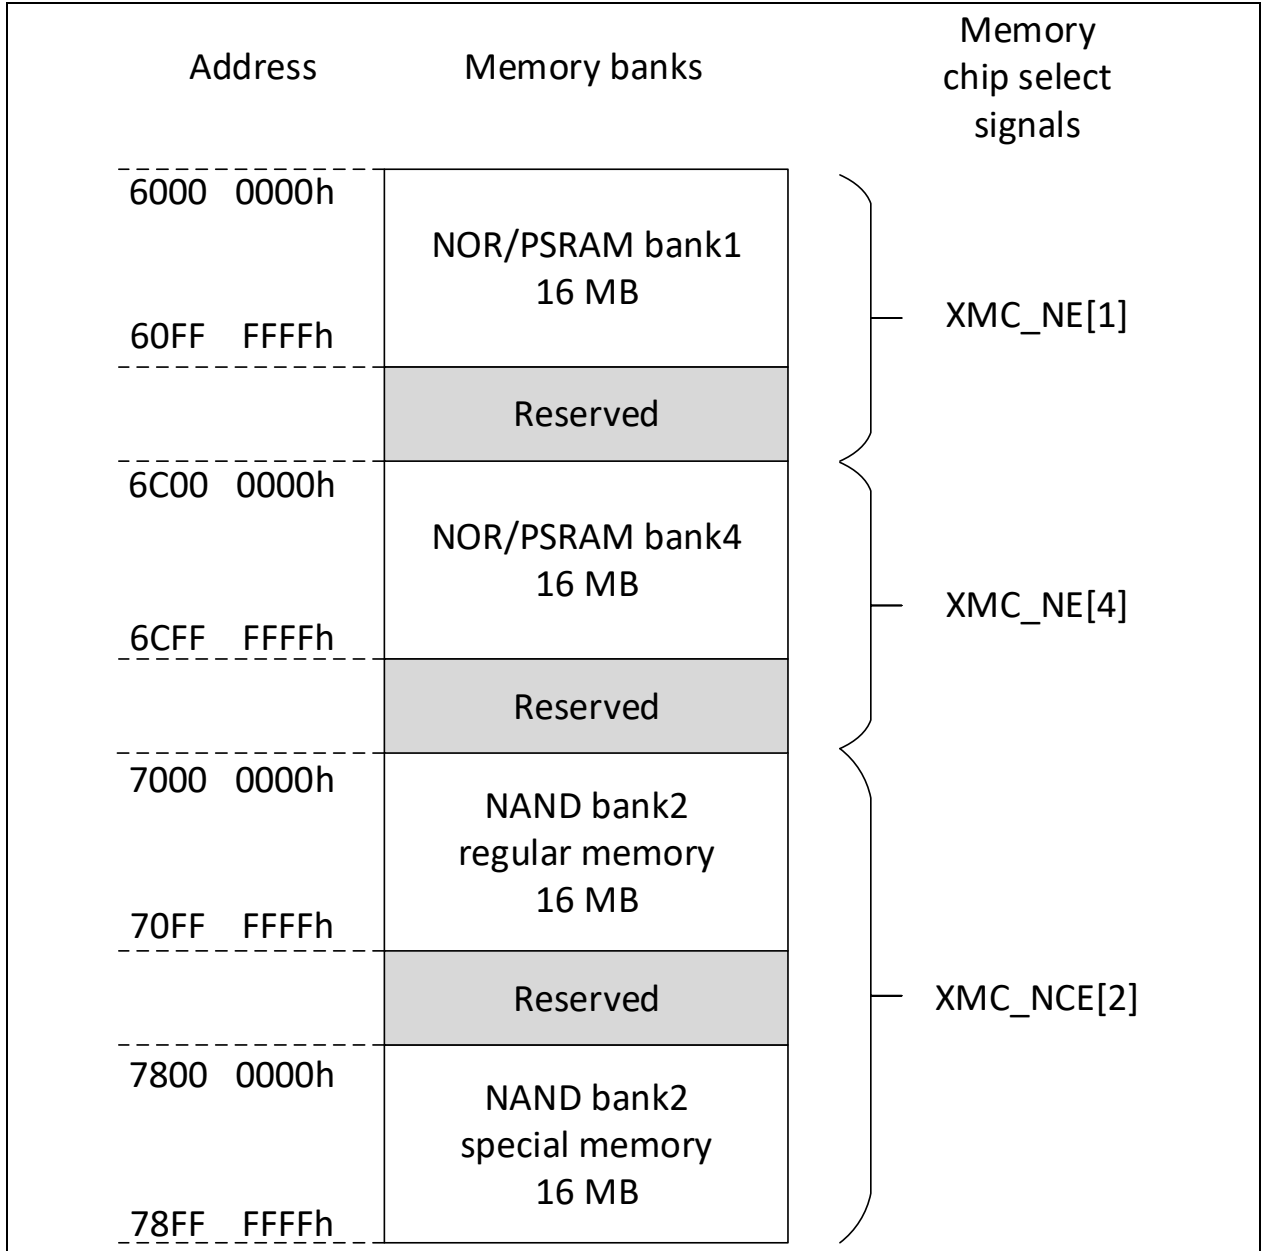 Address
Memory banks
Memory
chip select
signals
6000 0000h
NOR/PSRAM bank1
16 MB
60FF FFFFh
XMC_NE[1]
Reserved
6C00 0000h
NOR/PSRAM bank4
16 MB
6CFF FFFFh
XMC_NE[4]
Reserved
7000 0000h
NAND bank2
regular memory
16 MB
70FF FFFFh
Reserved
XMC_NCE[2]
7800 0000h
NAND bank2
special memory
16 MB
78FF FFFFh